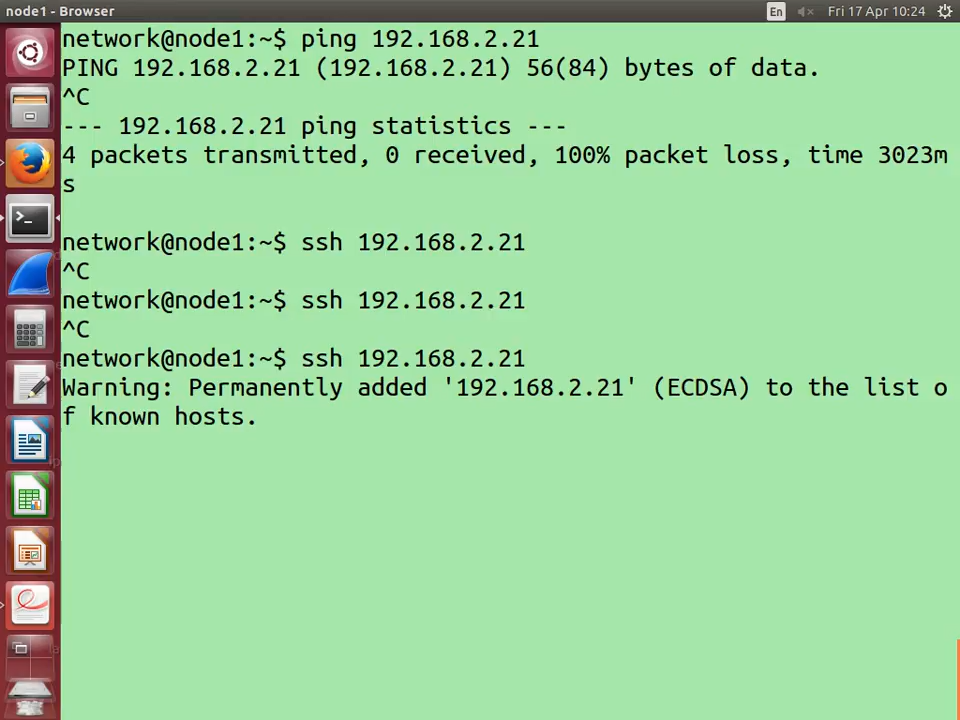 node1 - Browser
En
Fri 17 Apr 10:24
network@node1:~$ ping 192.168.2.21
PING 192.168.2.21 (192.168.2.21) 56(84) bytes of data.
^C
--- 192.168.2.21 ping statistics ---
4 packets transmitted, 0 received, 100% packet loss, time 3023m
s
network@node1:~$ ssh 192.168.2.21
^C
network@node1:~$ ssh 192.168.2.21
^C
network@node1:~$ ssh 192.168.2.21
Warning: Permanently added '192.168.2.21' (ECDSA) to the list o
f known hosts.